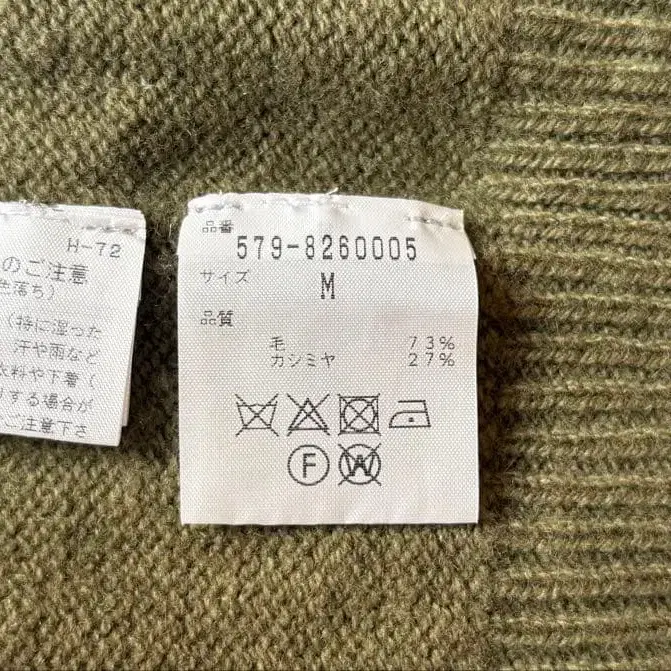 H-72
のご注意
色落ち)
(特に湿った
汗や雨など
衣料や下着(
りする場合が
でご注意下さ
品番
579-8260005
サイズ
M
品質
毛 73%
カシミヤ 27%
F
W